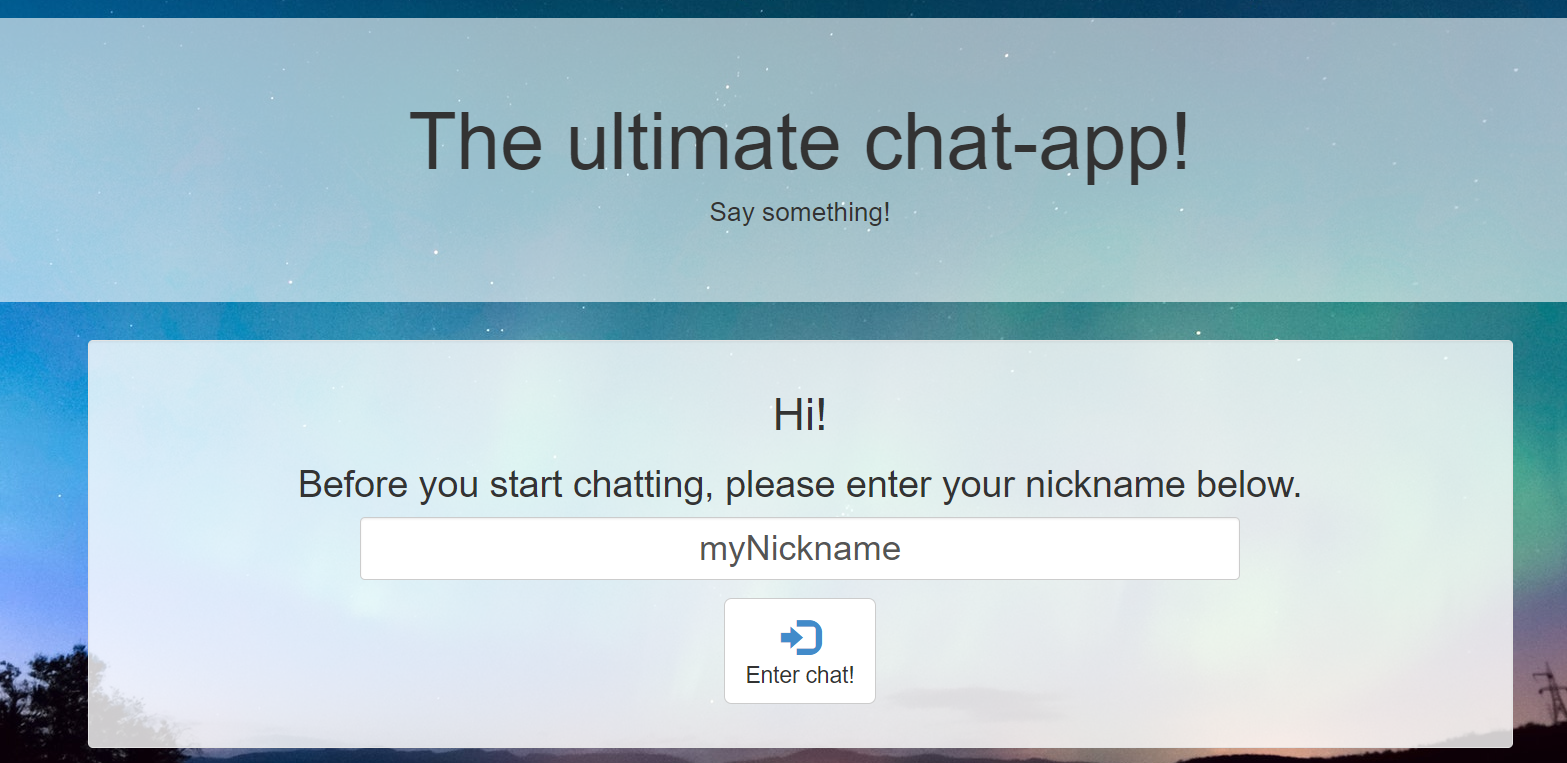 The ultimate chat-app!
Say something!
Hi!
Before you start chatting, please enter your nickname below.
myNickname
Enter chat!